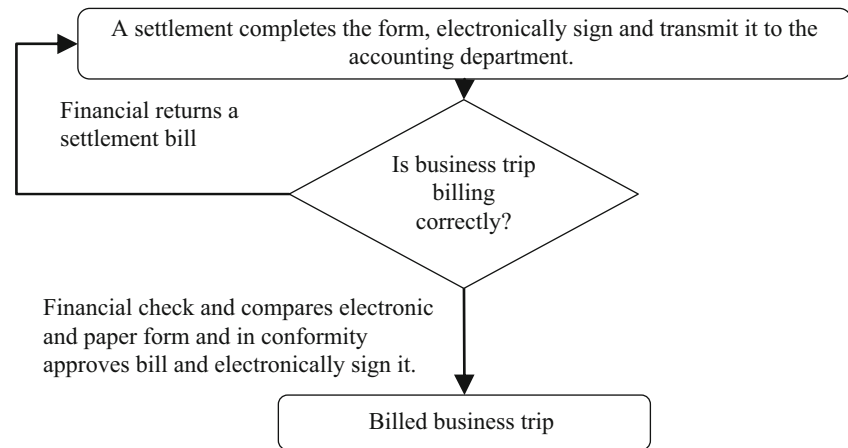 A settlement completes the form, electronically sign and transmit it to the
accounting department.
Financial returns a
settlement bill
Is business trip
billing
correctly?
Financial check and compares electronic
and paper form and in conformity
approves bill and electronically sign it.
Billed business trip